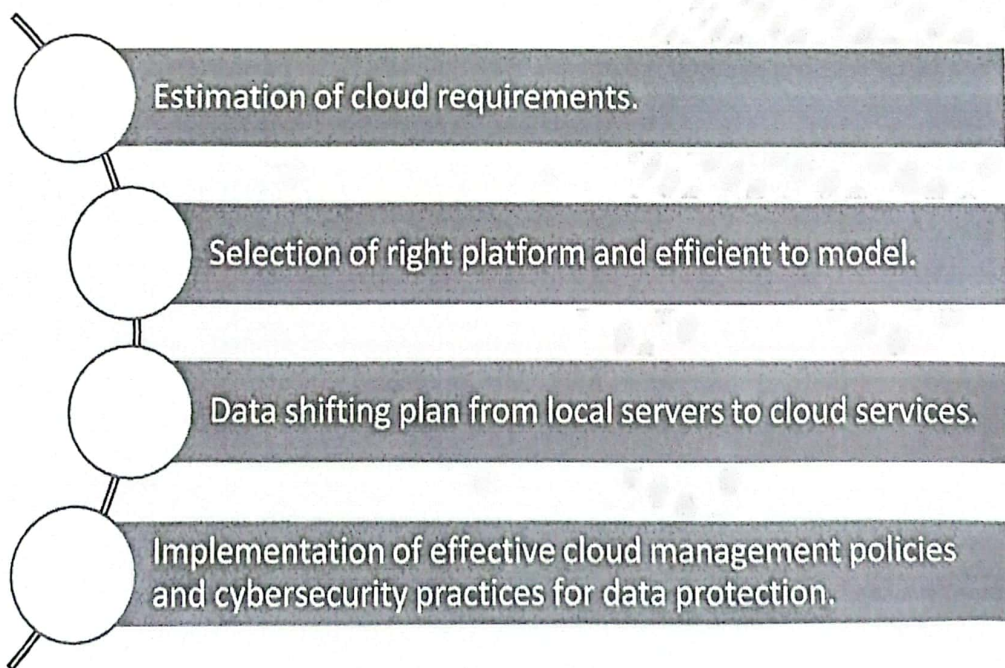 Estimation of cloud requirements.
Selection of right platform and efficient to model.
Data shifting plan from local servers to cloud services.
Implementation of effective cloud management policies
and cybersecurity practices for data protection.